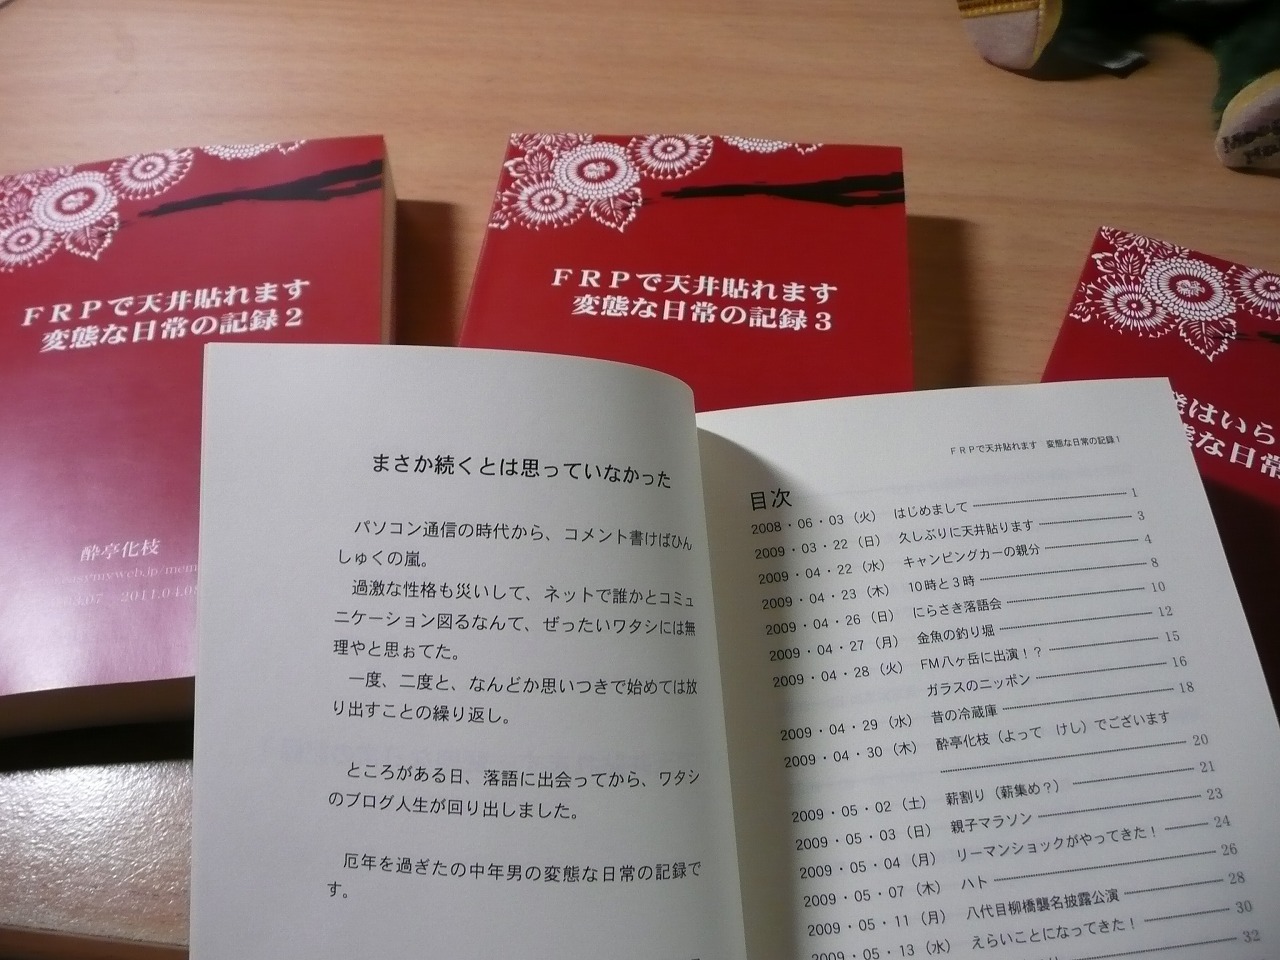 FRPで天井貼れます
変態な日常の記録2
酔亭化枝
FRPで天井貼れます
変態な日常の記録3
はいら
な日常
まさか続くとは思っていなかった
パソコン通信の時代から、コメント書けばひん
しゅくの嵐。
過激な性格も災いして、ネットで誰かとコミュ
ニケーション図るなんて、ぜったいワタシには無
理やと思ぉてた。
一度、二度と、なんどか思いつきで始めては放
り出すことの繰り返し。
ところがある日、落語に出会ってから、ワタシ
のブログ人生が回り出しました。
厄年を過ぎたの中年男の変態な日常の記録で
す。
FRPで天井貼れます 変態な日常の記録1
目次
2008・06・03（火） はじめまして 1
2009・03・22（日） 久しぶりに天井貼ります 3
2009・04・22（水） キャンピングカーの親分 4
2009・04・23（木） 10時と3時 8
2009・04・26（日） にらさき落語会 10
2009・04・27（月） 金魚の釣り堀 12
2009・04・28（火） FM八ヶ岳に出演！？ 15
ガラスのニッポン 16
2009・04・29（水） 昔の冷蔵庫 18
2009・04・30（木） 酔亭化枝（よって けし）でございます
20
2009・05・02（土） 薪割り（薪集め？） 21
2009・05・03（日） 親子マラソン 23
2009・05・04（月） リーマンショックがやってきた！ 24
2009・05・07（木） ハト 26
2009・05・11（月） 八代目柳橋襲名披露公演 28
2009・05・13（水） えらいことになってきた！ 30
32